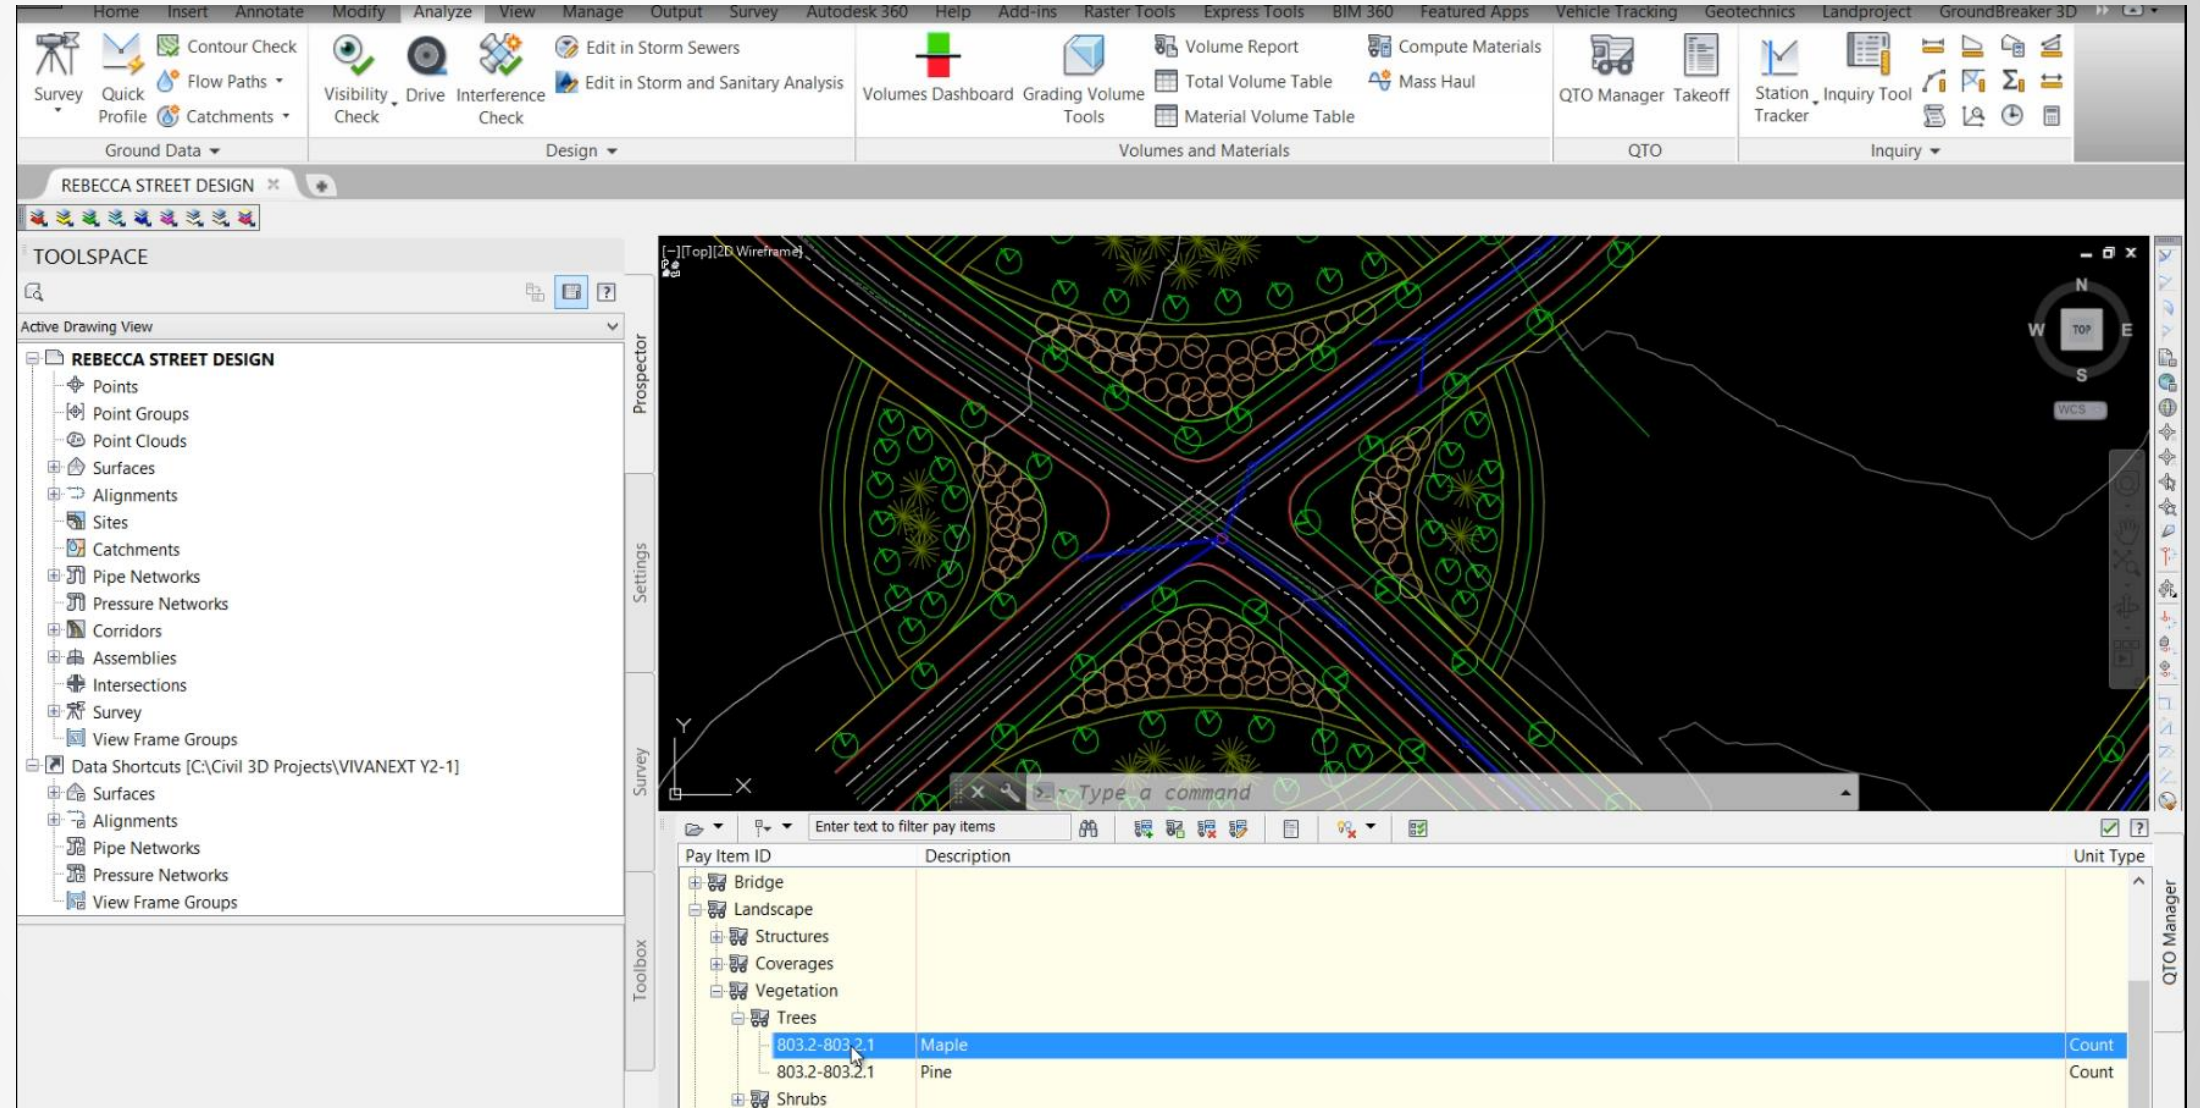 Home Insert Annotate Modify Analyze View Manage Output Survey Autodesk 360 Help Add-ins Raster Tools Express Tools BIM 360 Featured Apps Vehicle Tracking Geotechnics Landproject GroundBreaker 3D
Survey
Quick Profile
Contour Check
Flow Paths
Catchments
Ground Data
Visibility Check
Drive
Interference Check
Edit in Storm Sewers
Edit in Storm and Sanitary Analysis
Design
Volumes Dashboard
Grading Volume Tools
Volume Report
Total Volume Table
Material Volume Table
Compute Materials
Mass Haul
Volumes and Materials
QTO Manager
Takeoff
QTO
Station Tracker
Inquiry Tool
Inquiry
REBECCA STREET DESIGN
TOOLSPACE
Active Drawing View
REBECCA STREET DESIGN
Points
Point Groups
Point Clouds
Surfaces
Alignments
Sites
Catchments
Pipe Networks
Pressure Networks
Corridors
Assemblies
Intersections
Survey
View Frame Groups
Data Shortcuts [C:\Civil 3D Projects\VIVANEXT Y2-1]
Surfaces
Alignments
Pipe Networks
Pressure Networks
View Frame Groups
Prospector
Settings
Survey
Toolbox
[−][Top][2D Wireframe]
N
W TOP E
S
WCS
Y
X
Type a command
Enter text to filter pay items
Pay Item ID Description Unit Type
Bridge
Landscape
Structures
Coverages
Vegetation
Trees
803.2-803.2.1 Maple Count
803.2-803.2.1 Pine Count
Shrubs
QTO Manager